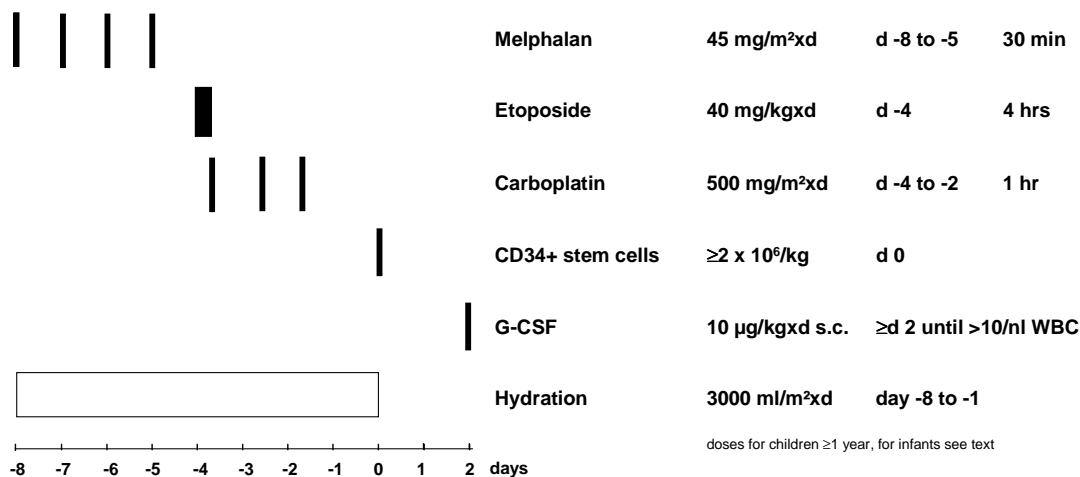 Melphalan 45 mg/m²xd d -8 to -5 30 min
Etoposide 40 mg/kgxd d -4 4 hrs
Carboplatin 500 mg/m²xd d -4 to -2 1 hr
CD34+ stem cells ≥2 x 10⁶/kg d 0
G-CSF 10 µg/kgxd s.c. ≥d 2 until >10/nl WBC
Hydration 3000 ml/m²xd day -8 to -1
doses for children ≥1 year, for infants see text
-8 -7 -6 -5 -4 -3 -2 -1 0 1 2 days